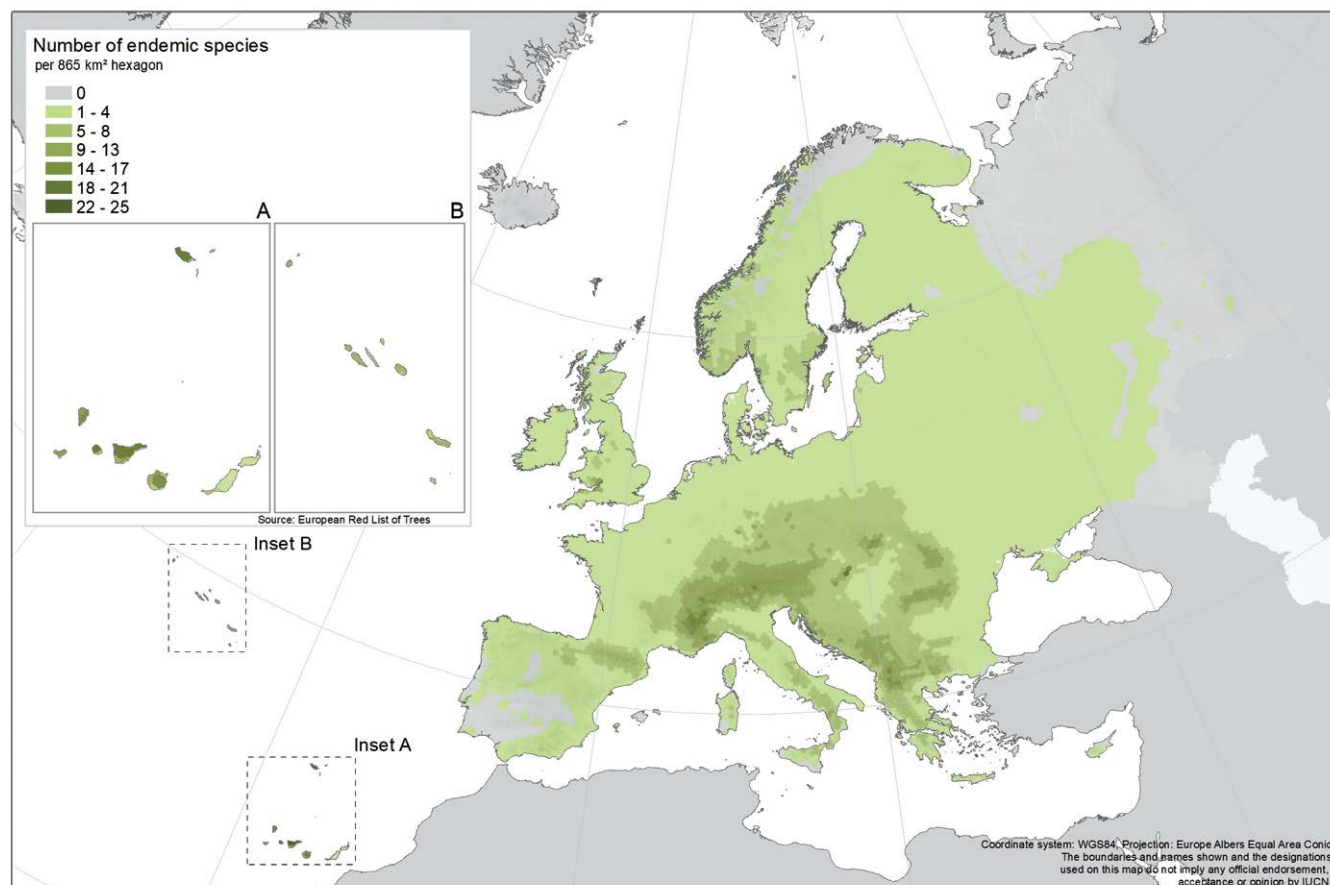 Number of endemic species
per 865 km² hexagon
0
1 - 4
5 - 8
9 - 13
14 - 17
18 - 21
22 - 25
A
B
Source: European Red List of Trees
Inset B
Inset A
Coordinate system: WGS84, Projection: Europe Albers Equal Area Conic
The boundaries and names shown and the designations
used on this map do not imply any official endorsement,
acceptance or opinion by IUCN